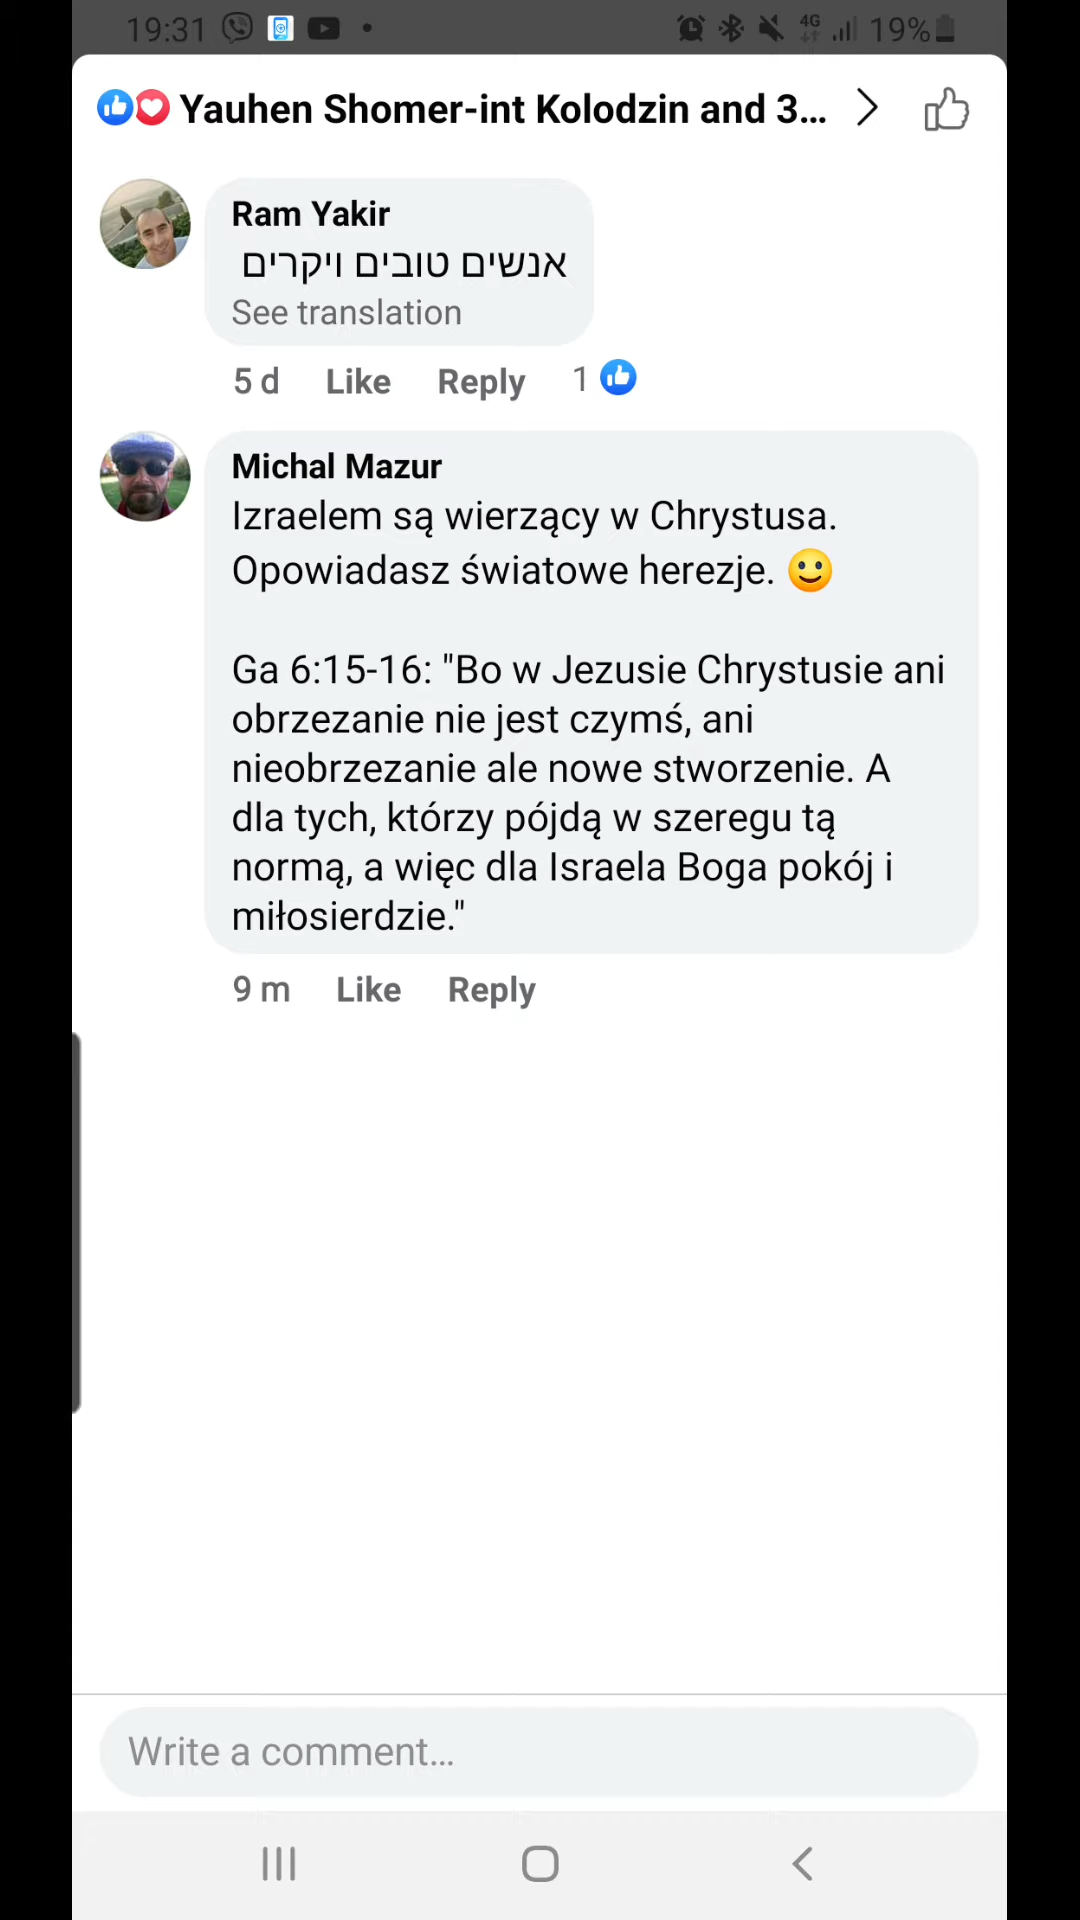 19:31 4G 19%
Yauhen Shomer-int Kolodzin and 3...
Ram Yakir
אנשים טובים ויקרים
See translation
5 d Like Reply 1
Michal Mazur
Izraelem są wierzący w Chrystusa.
Opowiadasz światowe herezje. 🙂
Ga 6:15-16: "Bo w Jezusie Chrystusie ani
obrzezanie nie jest czymś, ani
nieobrzezanie ale nowe stworzenie. A
dla tych, którzy pójdą w szeregu tą
normą, a więc dla Israela Boga pokój i
miłosierdzie."
9 m Like Reply
Write a comment...